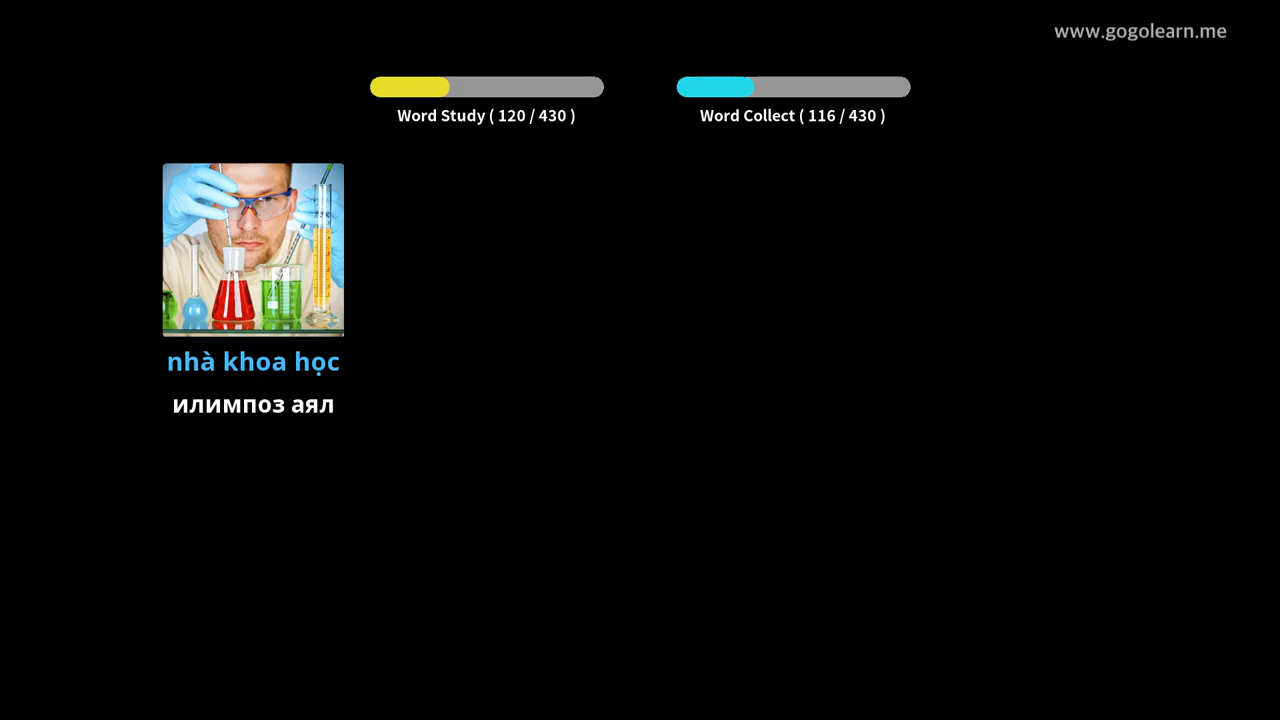 www.gogolearn.me
Word Study ( 120 / 430 )
Word Collect ( 116 / 430 )
nhà khoa học
илимпоз аял